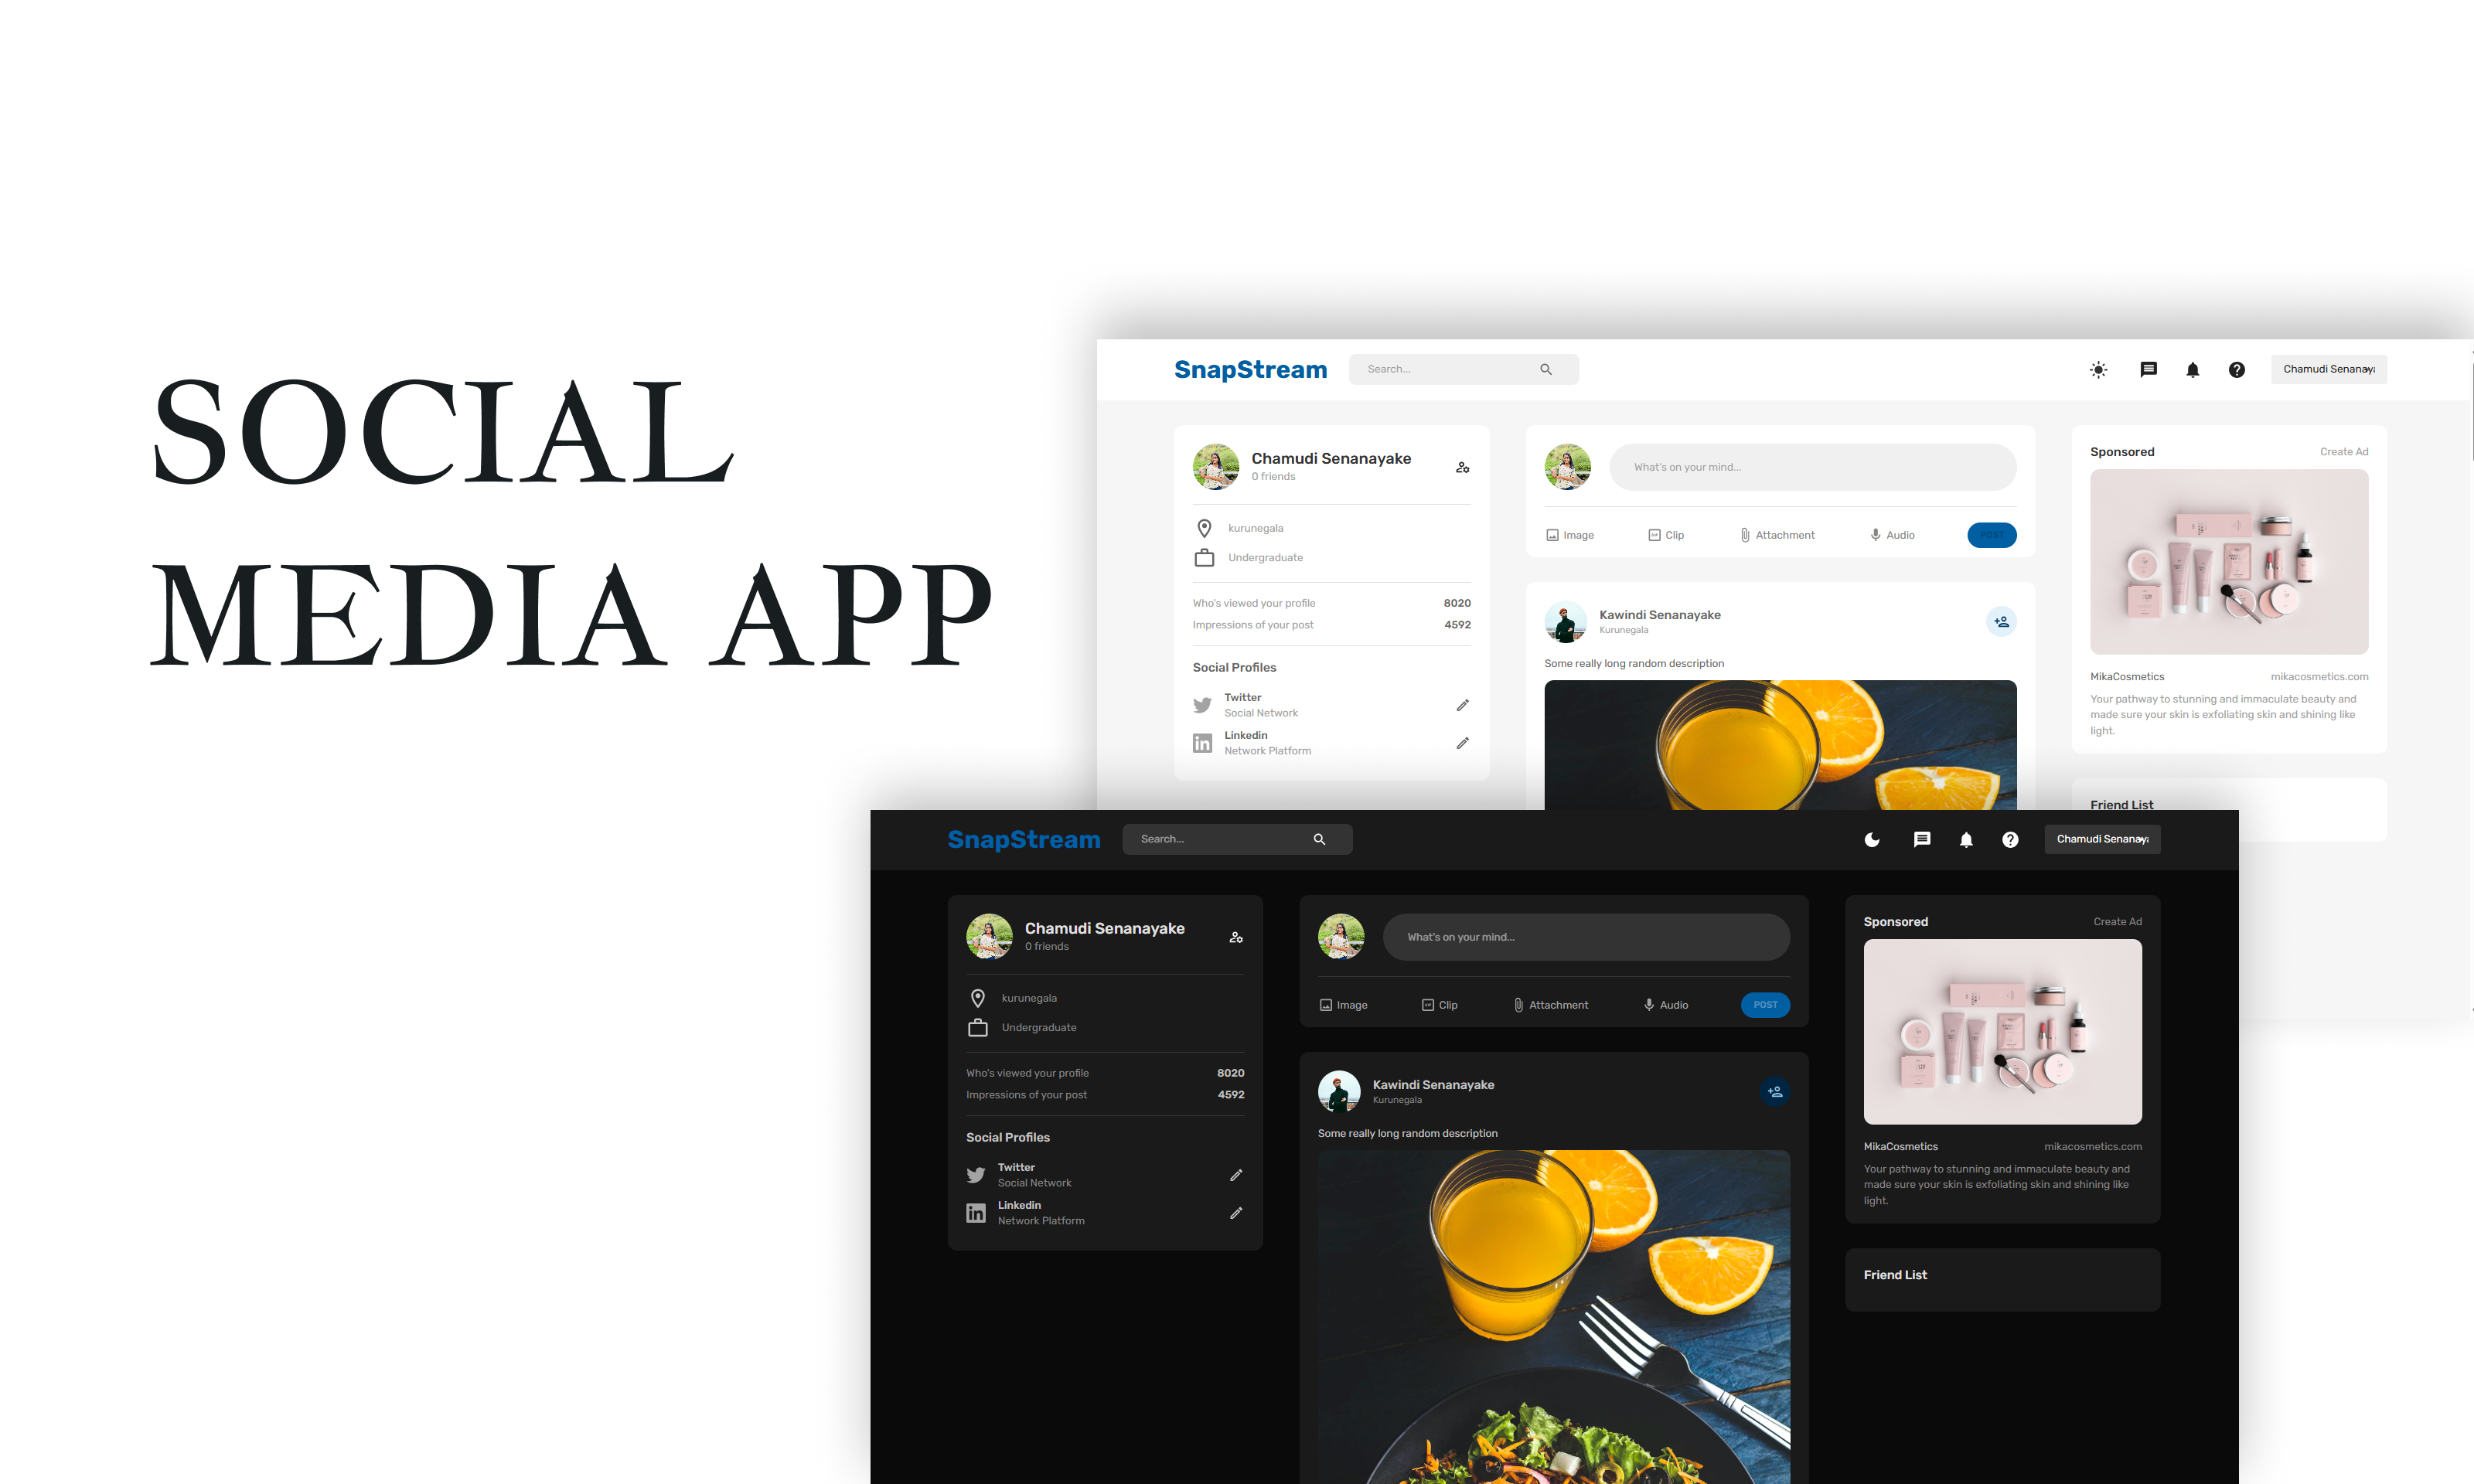 SOCIAL
MEDIA APP
SnapStream
Search...
Chamudi Senanaya
Chamudi Senanayake
0 friends
kurunegala
Undergraduate
Who's viewed your profile 8020
Impressions of your post 4592
Social Profiles
Twitter
Social Network
Linkedin
Network Platform
What's on your mind...
Image Clip Attachment Audio POST
Kawindi Senanayake
Kurunegala
Some really long random description
Sponsored Create Ad
MikaCosmetics mikacosmetics.com
Your pathway to stunning and immaculate beauty and
made sure your skin is exfoliating skin and shining like
light.
Friend List
SnapStream
Search...
Chamudi Senanaya
Chamudi Senanayake
0 friends
kurunegala
Undergraduate
Who's viewed your profile 8020
Impressions of your post 4592
Social Profiles
Twitter
Social Network
Linkedin
Network Platform
What's on your mind...
Image Clip Attachment Audio POST
Kawindi Senanayake
Kurunegala
Some really long random description
Sponsored Create Ad
MikaCosmetics mikacosmetics.com
Your pathway to stunning and immaculate beauty and
made sure your skin is exfoliating skin and shining like
light.
Friend List